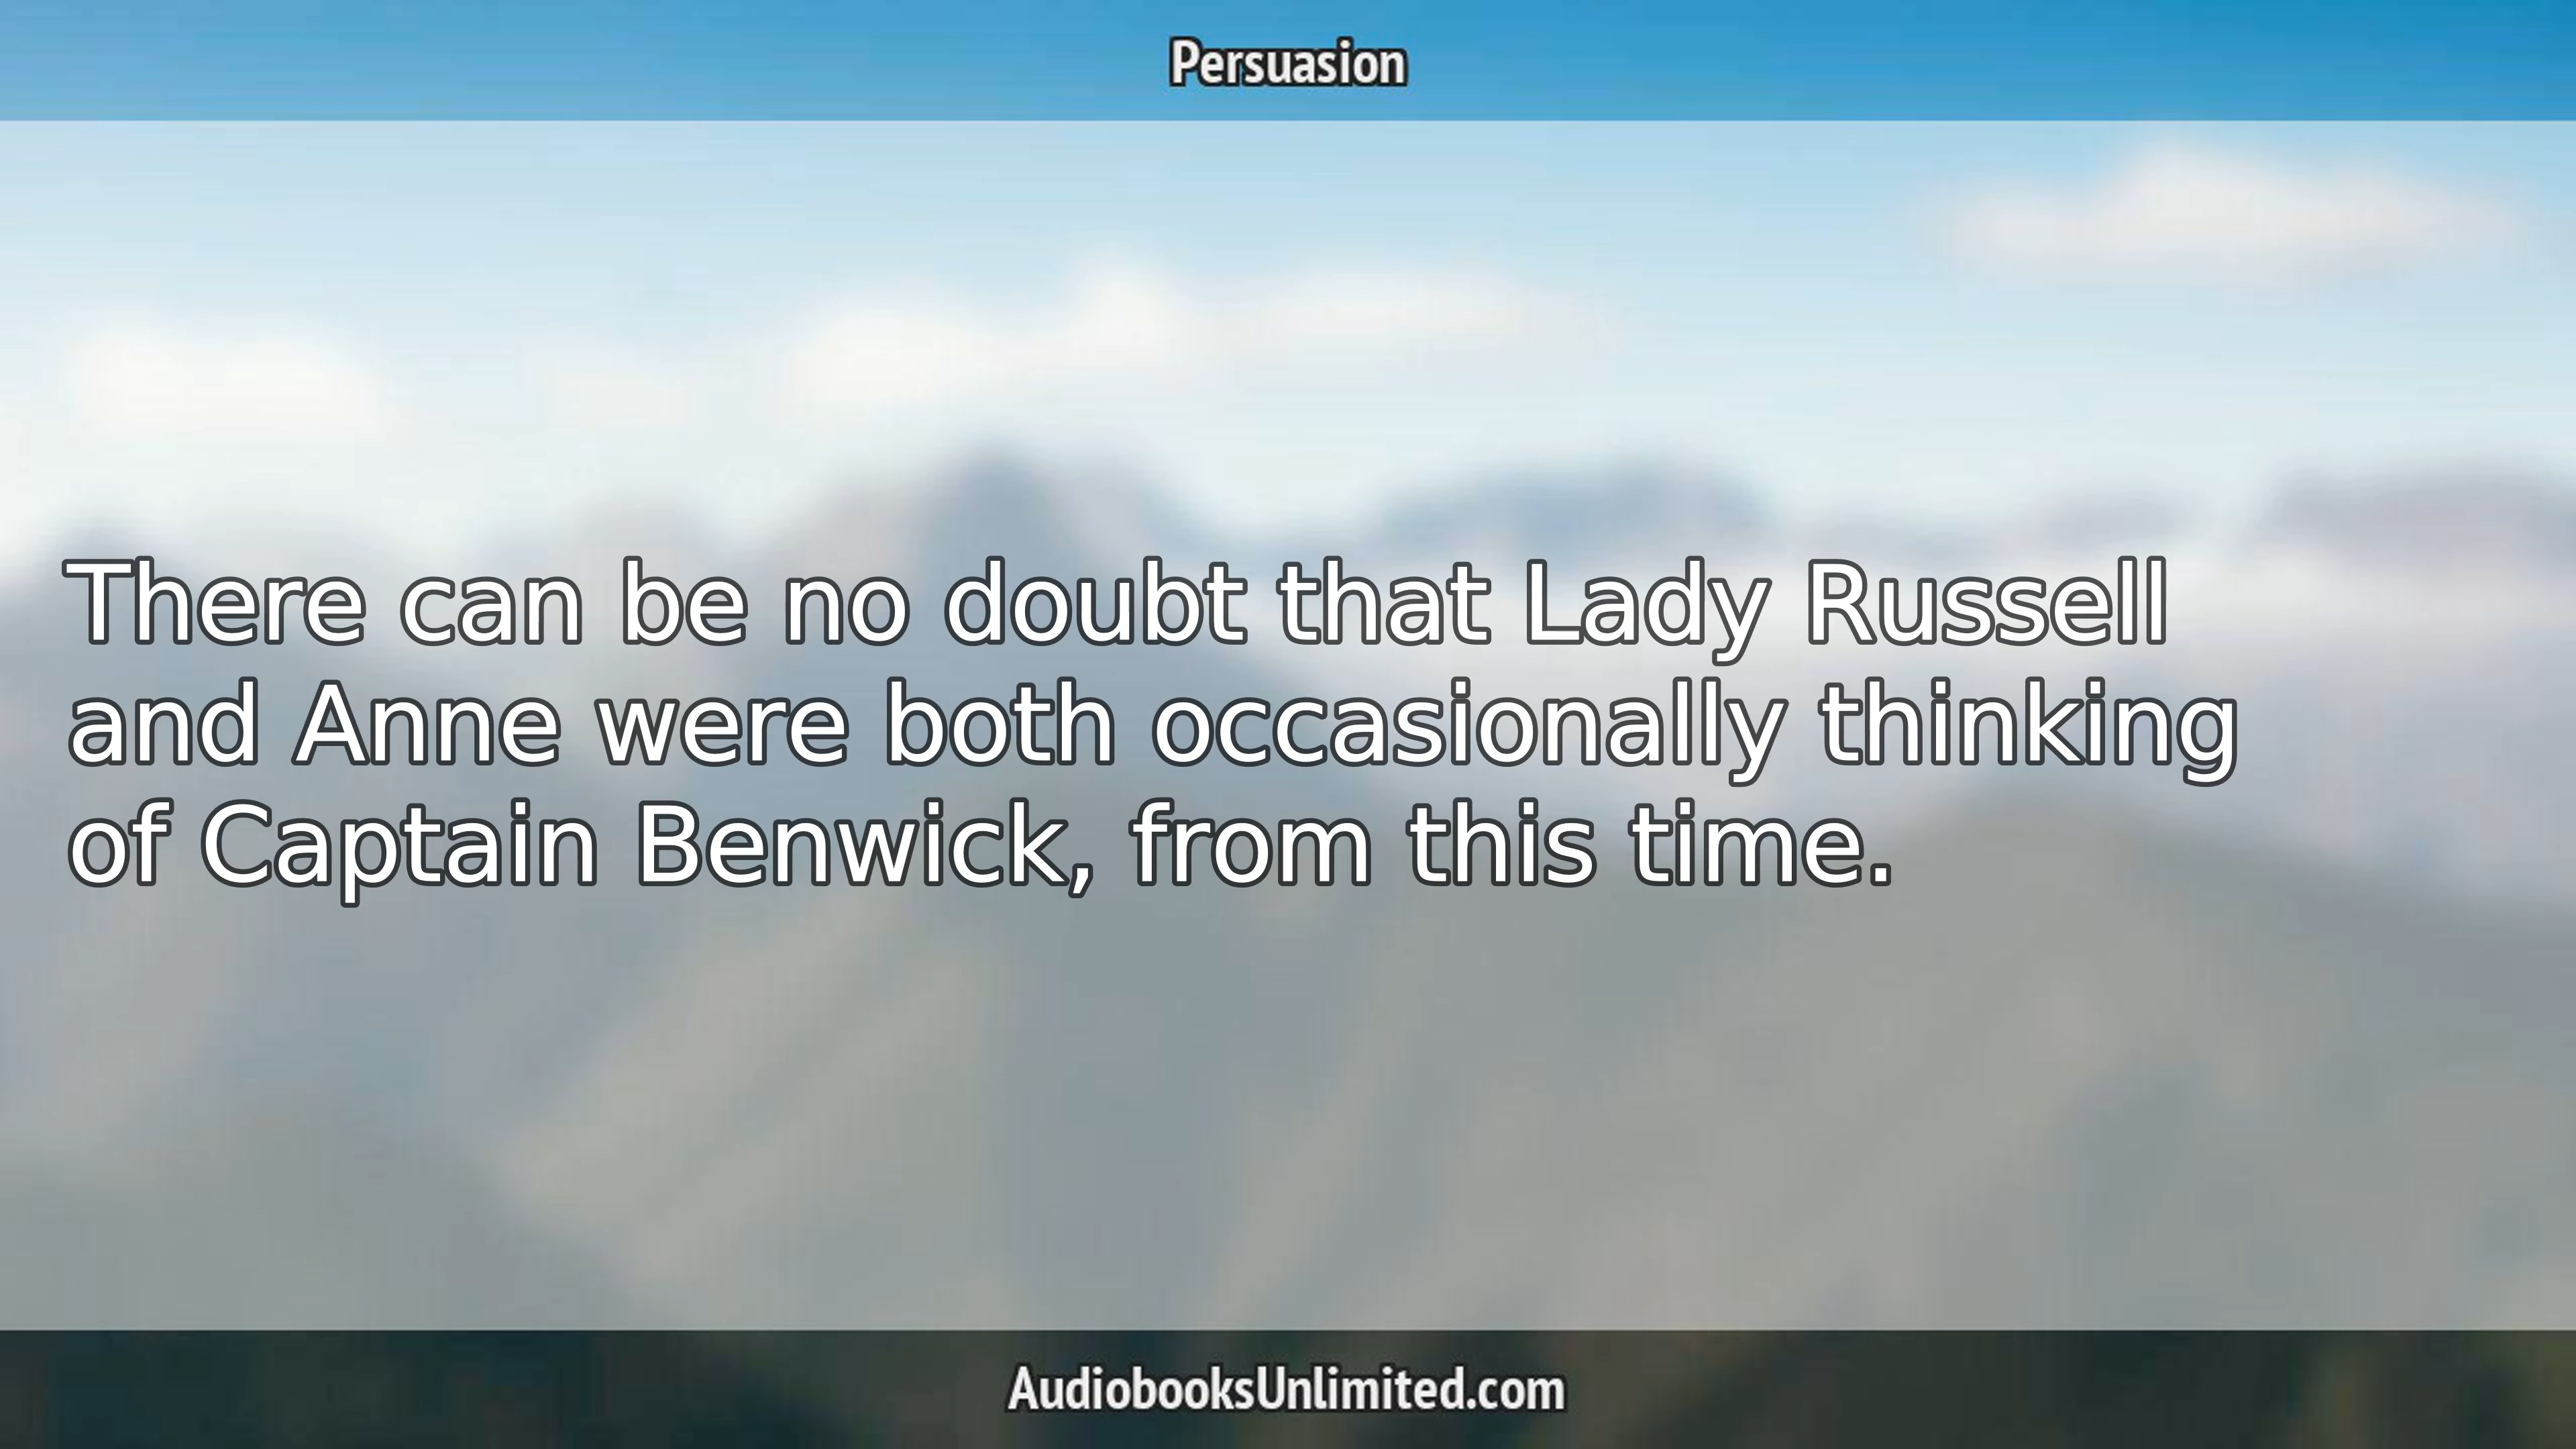 Persuasion
There can be no doubt that Lady Russell
and Anne were both occasionally thinking
of Captain Benwick, from this time.
AudiobooksUnlimited.com